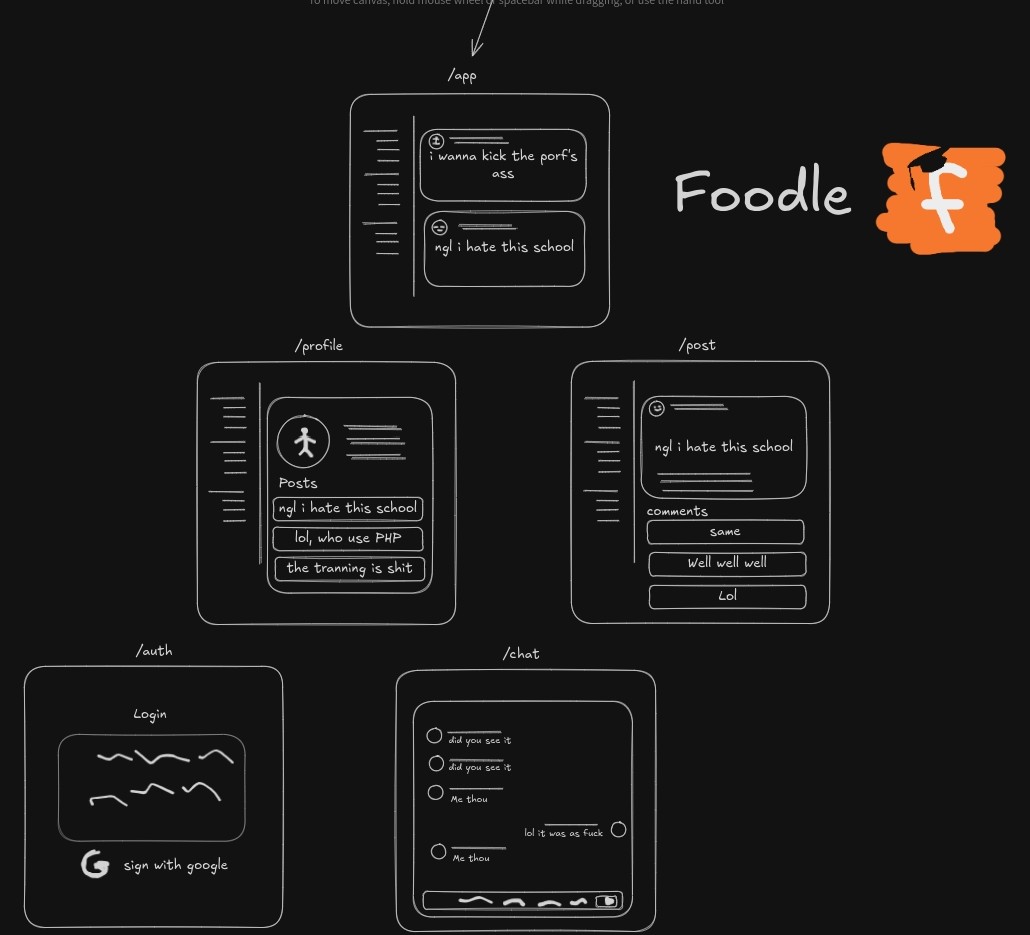 To move canvas, hold mouse wheel or spacebar while dragging, or use the hand tool
/app
i wanna kick the porf's
ass
ngl i hate this school
Foodle
f
/profile
Posts
ngl i hate this school
lol, who use PHP
the tranning is shit
/post
ngl i hate this school
comments
same
Well well well
Lol
/auth
Login
G sign with google
/chat
did you see it
did you see it
Me thou
lol it was as fuck
Me thou